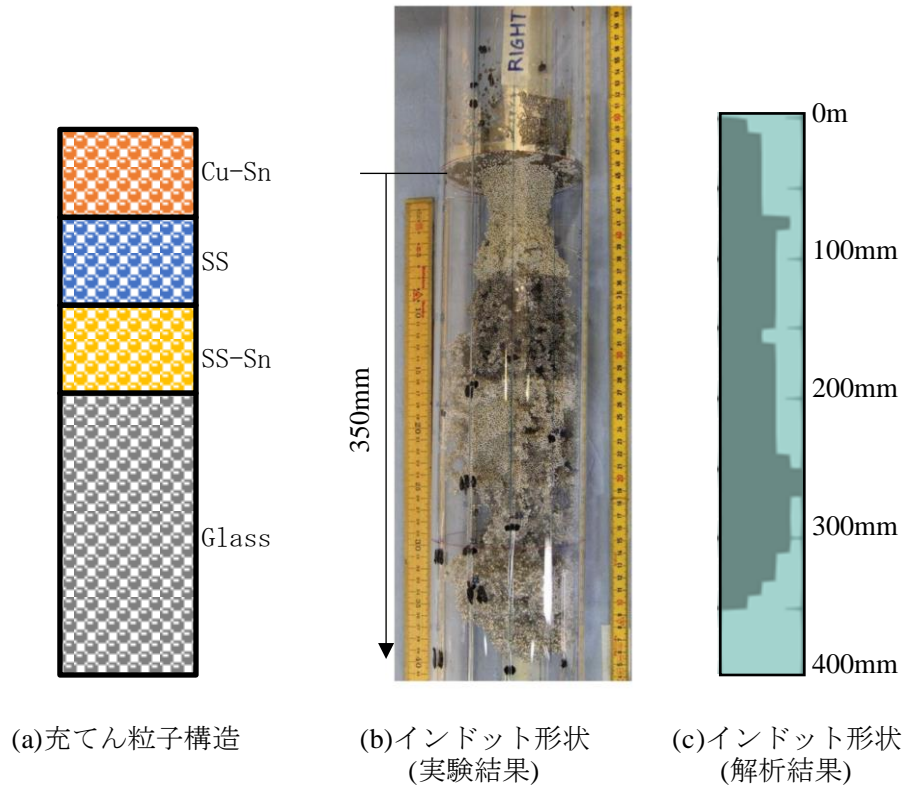 Cu-Sn
SS
SS-Sn
Glass
RIGHT
350mm
0m
100mm
200mm
300mm
400mm
(a)充てん粒子構造
(b)インドット形状
(実験結果)
(c)インドット形状
(解析結果)